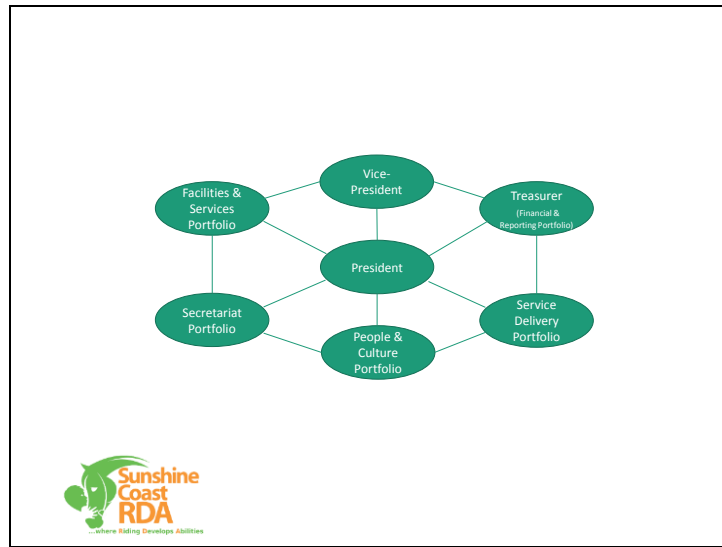 Vice-
President
Facilities &
Services
Portfolio
Treasurer
(Financial &
Reporting Portfolio)
President
Secretariat
Portfolio
Service
Delivery
Portfolio
People &
Culture
Portfolio
Sunshine
Coast
RDA
...where Riding Develops Abilities